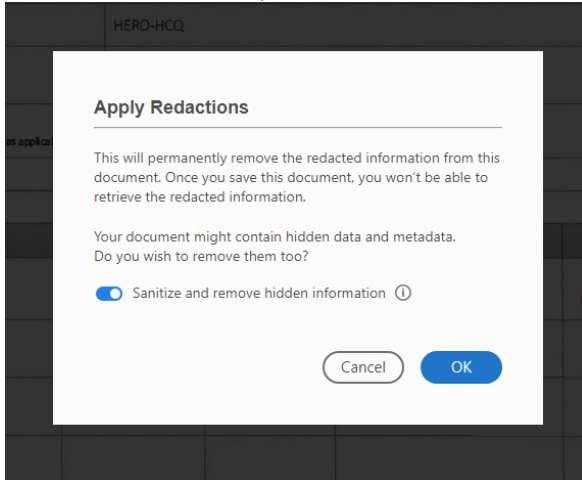 HERO-HCQ
Apply Redactions
as applical
This will permanently remove the redacted information from this
document. Once you save this document, you won't be able to
retrieve the redacted information.
Your document might contain hidden data and metadata.
Do you wish to remove them too?
Sanitize and remove hidden information
Cancel OK